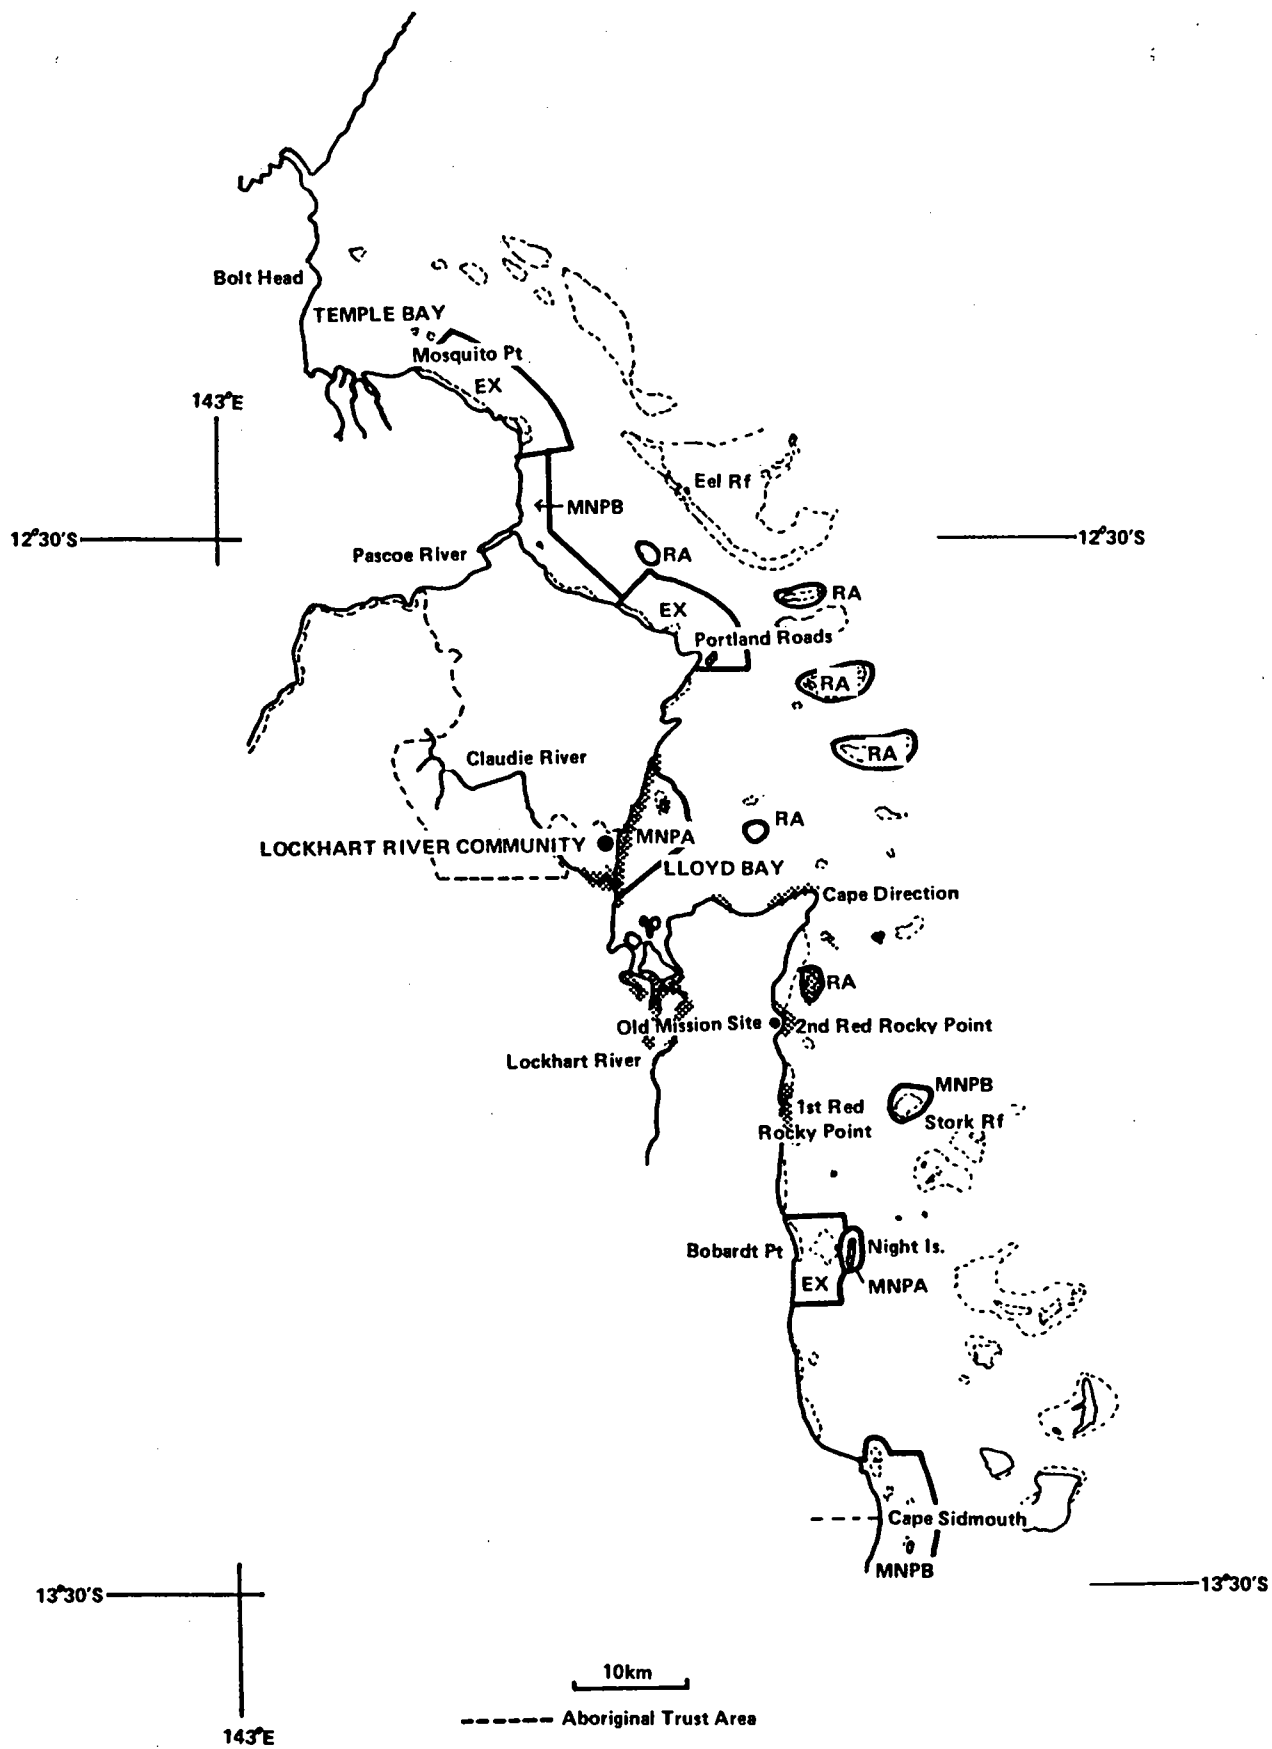 Bolt Head
TEMPLE BAY
Mosquito Pt
EX
143°E
Eel Rf
MNPB
12°30'S
12°30'S
Pascoe River
RA
RA
EX
Portland Roads
RA
RA
Claudie River
RA
MNPA
LOCKHART RIVER COMMUNITY
LLOYD BAY
Cape Direction
RA
Old Mission Site
2nd Red Rocky Point
Lockhart River
MNPB
1st Red
Rocky Point
Stork Rf
Bobardt Pt
Night Is.
EX
MNPA
Cape Sidmouth
MNPB
13°30'S
13°30'S
10km
Aboriginal Trust Area
143°E